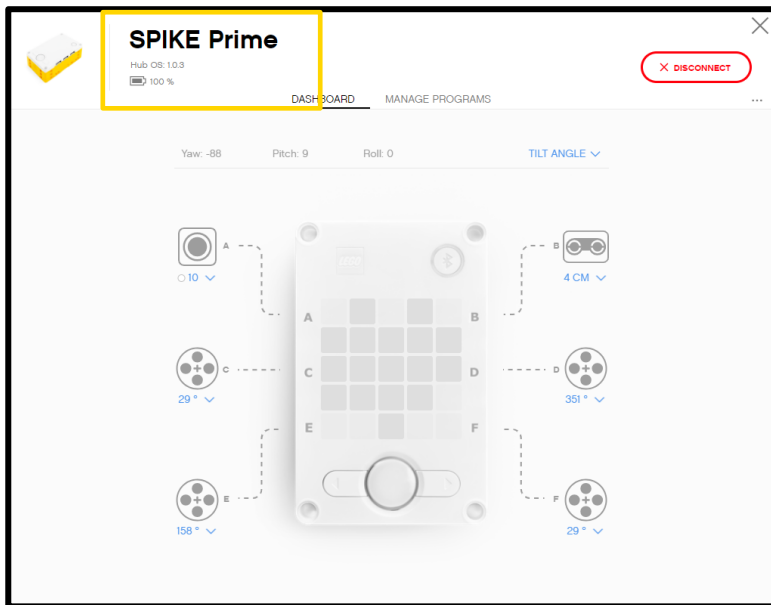 SPIKE Prime
Hub OS: 1.0.3
100 %
DISCONNECT
DASHBOARD MANAGE PROGRAMS
Yaw: -88 Pitch: 9 Roll: 0 TILT ANGLE
A B
10 4 CM
A B
C C D D
29 ° 351 °
E F
E F
158 ° 29 °